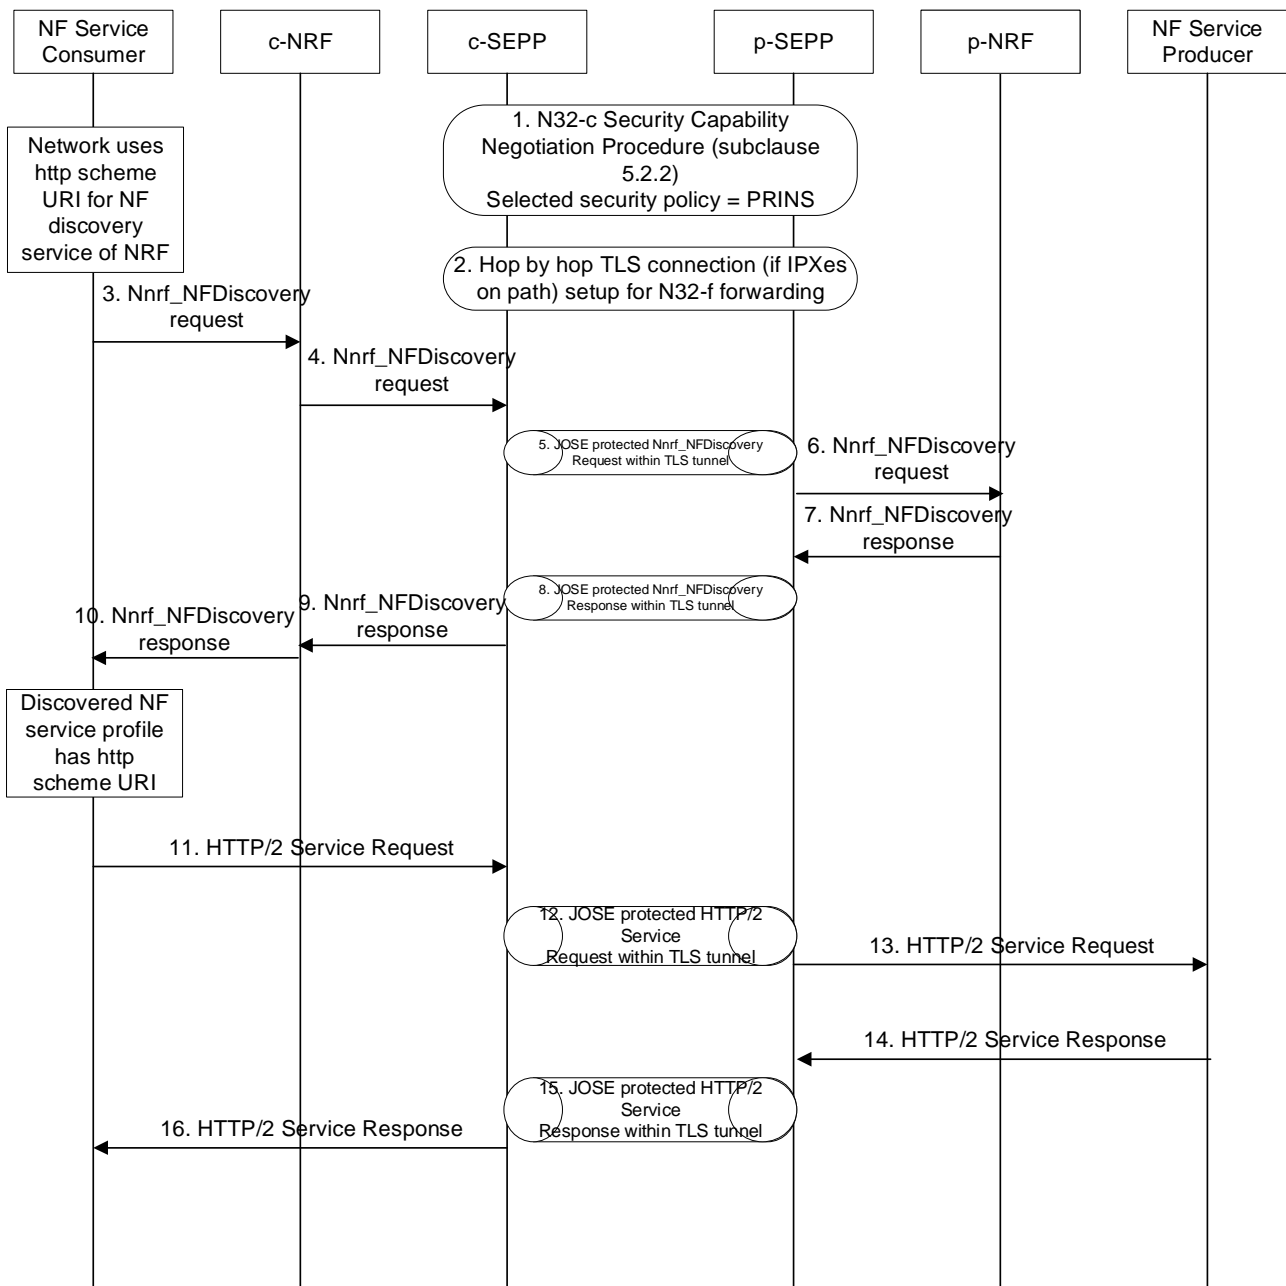 NF Service
Consumer
c-NRF
c-SEPP
p-SEPP
p-NRF
NF Service
Producer
1. N32-c Security Capability
Negotiation Procedure (subclause
5.2.2)
Selected security policy = PRINS
Network uses
http scheme
URI for NF
discovery
service of NRF
2. Hop by hop TLS connection (if IPXes
on path) setup for N32-f forwarding
3. Nnrf_NFDiscovery
request
4. Nnrf_NFDiscovery
request
5. JOSE protected Nnrf_NFDiscovery
Request within TLS tunnel
6. Nnrf_NFDiscovery
request
7. Nnrf_NFDiscovery
response
8. JOSE protected Nnrf_NFDiscovery
Response within TLS tunnel
9. Nnrf_NFDiscovery
response
10. Nnrf_NFDiscovery
response
Discovered NF
service profile
has http
scheme URI
11. HTTP/2 Service Request
12. JOSE protected HTTP/2
Service
Request within TLS tunnel
13. HTTP/2 Service Request
14. HTTP/2 Service Response
15. JOSE protected HTTP/2
Service
Response within TLS tunnel
16. HTTP/2 Service Response